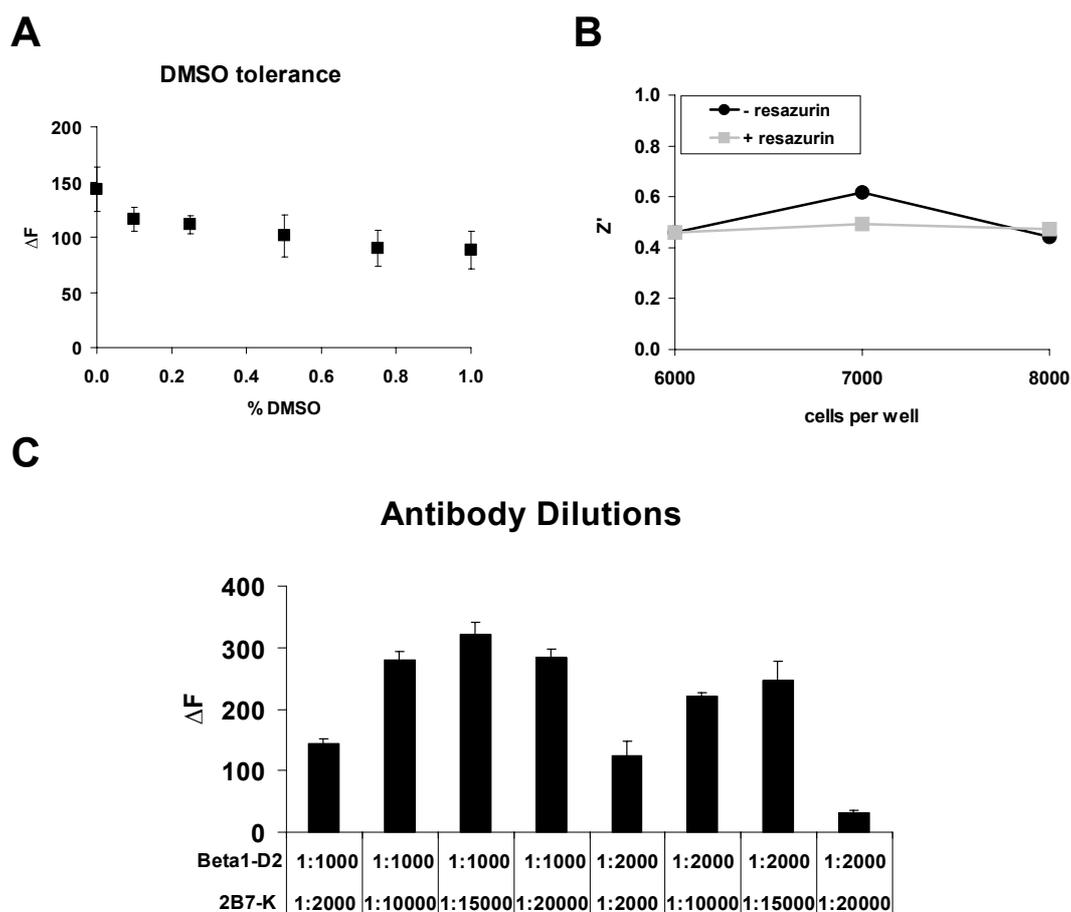 A
DMSO tolerance
200
150
100
50
0
ΔF
0.0 0.2 0.4 0.6 0.8 1.0
% DMSO
B
1.0
0.8
0.6
0.4
0.2
0.0
Z'
- resazurin
+ resazurin
6000 7000 8000
cells per well
C
Antibody Dilutions
400
300
200
100
0
ΔF
Beta1-D2 1:1000 1:1000 1:1000 1:1000 1:2000 1:2000 1:2000 1:2000
2B7-K 1:2000 1:10000 1:15000 1:20000 1:2000 1:10000 1:15000 1:20000